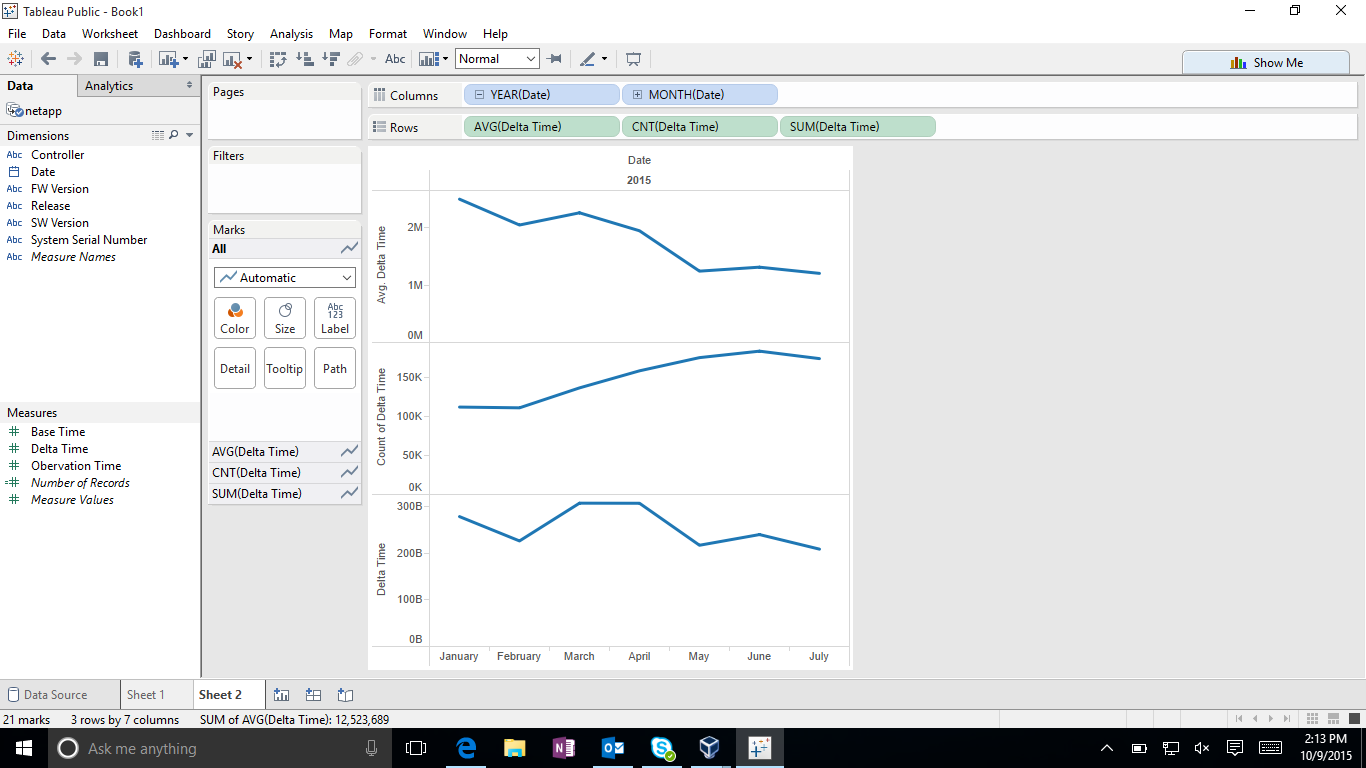 Tableau Public - Book1
File Data Worksheet Dashboard Story Analysis Map Format Window Help
Abc Normal Show Me
Data Analytics
netapp
Dimensions
Abc Controller
Date
Abc FW Version
Abc Release
Abc SW Version
Abc System Serial Number
Abc Measure Names
Measures
# Base Time
# Delta Time
# Obervation Time
=# Number of Records
# Measure Values
Pages
Filters
Marks
All
Automatic
Color Size Abc 123 Label
Detail Tooltip Path
AVG(Delta Time)
CNT(Delta Time)
SUM(Delta Time)
Columns YEAR(Date) MONTH(Date)
Rows AVG(Delta Time) CNT(Delta Time) SUM(Delta Time)
Date
2015
Avg. Delta Time
2M
1M
0M
Count of Delta Time
150K
100K
50K
0K
Delta Time
300B
200B
100B
0B
January February March April May June July
Data Source Sheet 1 Sheet 2
21 marks 3 rows by 7 columns SUM of AVG(Delta Time): 12,523,689
Ask me anything
2:13 PM
10/9/2015